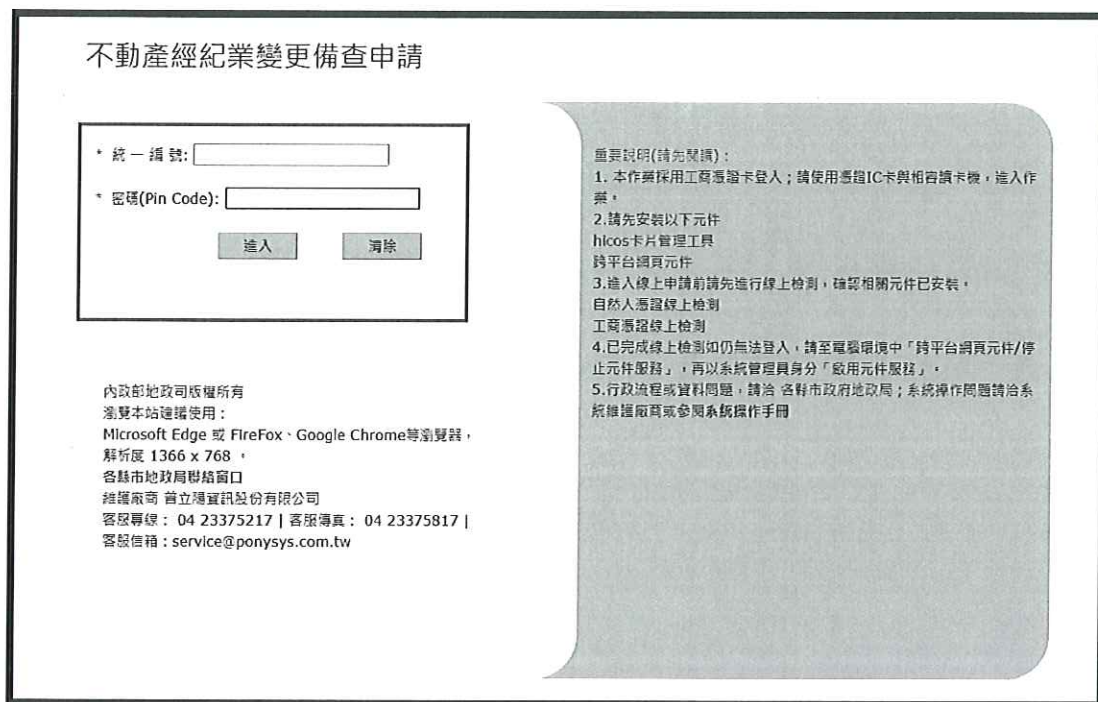 不動產經紀業變更備查申請
* 統一編號:
* 密碼(Pin Code):
進入 清除
內政部地政司版權所有
瀏覽本站建議使用：
Microsoft Edge 或 FireFox、Google Chrome等瀏覽器，
解析度 1366 x 768 。
各縣市地政局聯絡窗口
維護廠商 普立陽資訊股份有限公司
客服專線： 04 23375217 | 客服傳真： 04 23375817 |
客服信箱：service@ponysys.com.tw
重要說明(請先閱讀)：
1. 本作業採用工商憑證卡登入；請使用憑證IC卡與相容讀卡機，進入作
業。
2.請先安裝以下元件
hicos卡片管理工具
跨平台網頁元件
3.進入線上申請前請先進行線上檢測，確認相關元件已安裝。
自然人憑證線上檢測
工商憑證線上檢測
4.已完成線上檢測如仍無法登入，請至電腦環境中「跨平台網頁元件/停
止元件服務」，再以系統管理員身分「啟用元件服務」。
5.行政流程或資料問題，請洽 各縣市政府地政局；系統操作問題請洽系
統維護廠商或參閱系統操作手冊